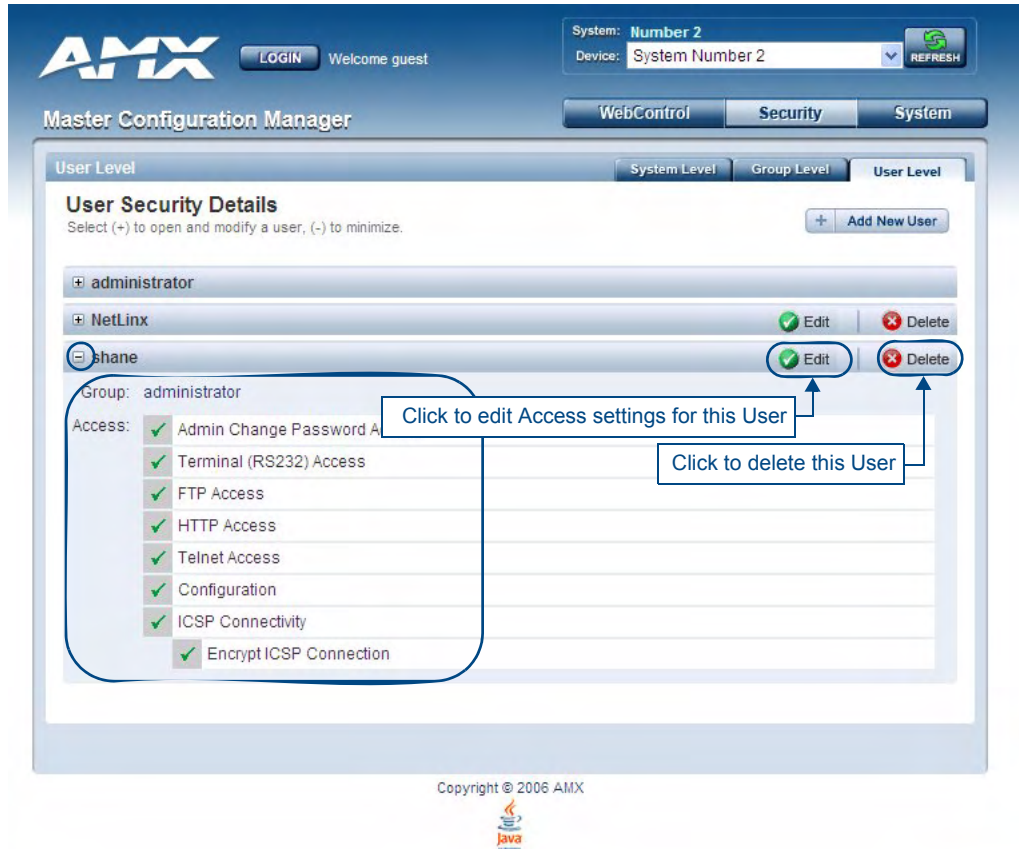 AMX
LOGIN Welcome guest
System: Number 2
Device: System Number 2
REFRESH
Master Configuration Manager
WebControl Security System
User Level
System Level Group Level User Level
User Security Details
Select (+) to open and modify a user, (-) to minimize.
+ Add New User
administrator
NetLinx Edit Delete
shane Edit Delete
Group: administrator
Click to edit Access settings for this User
Access: Admin Change Password A
Terminal (RS232) Access
Click to delete this User
FTP Access
HTTP Access
Telnet Access
Configuration
ICSP Connectivity
Encrypt ICSP Connection
Copyright © 2006 AMX
Java